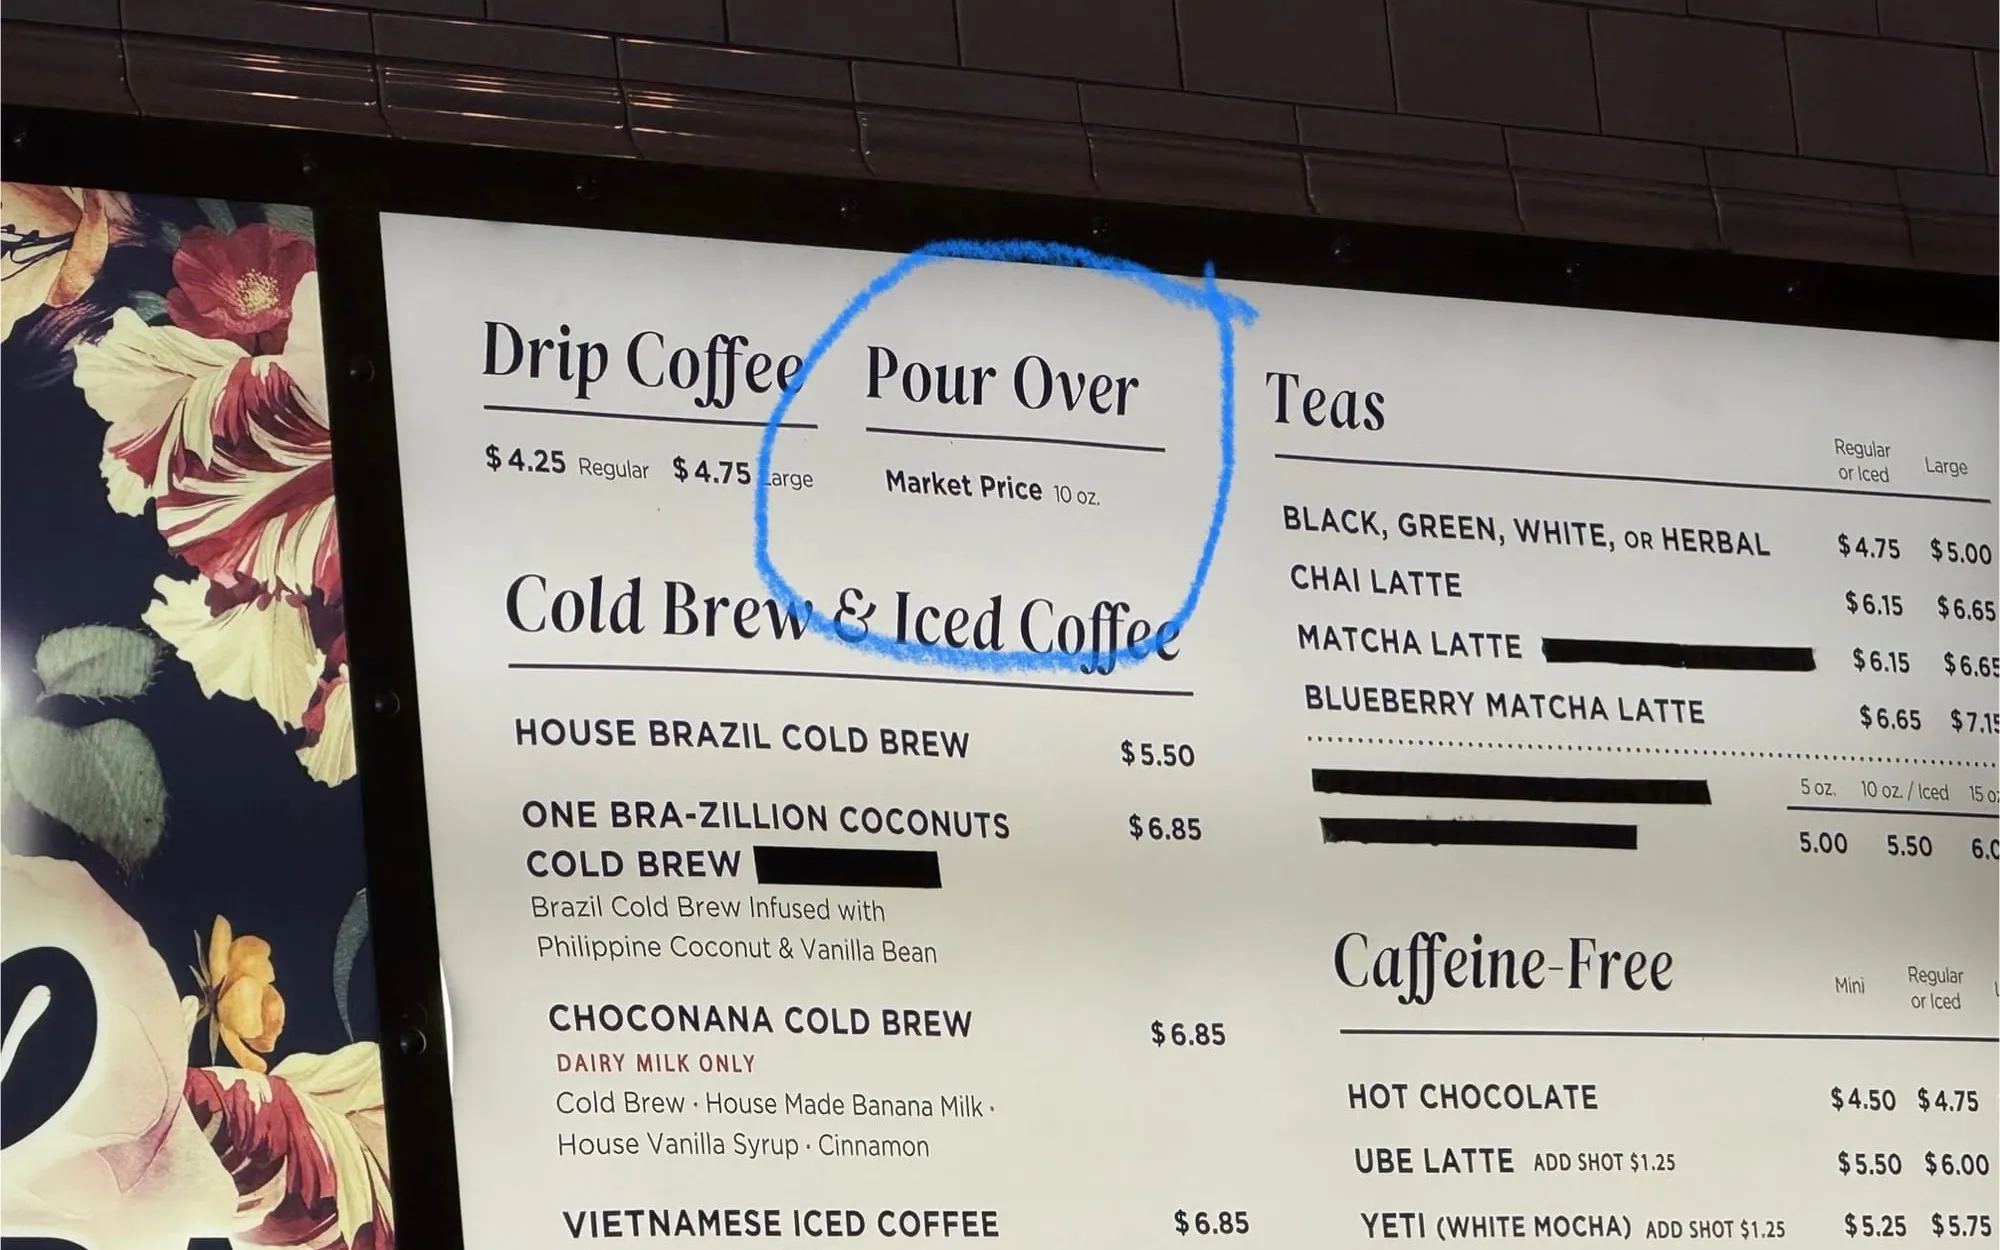 Drip Coffee
$4.25 Regular $4.75 Large
Pour Over
Market Price 10 oz.
Cold Brew & Iced Coffee
HOUSE BRAZIL COLD BREW $5.50
ONE BRA-ZILLION COCONUTS $6.85
COLD BREW
Brazil Cold Brew Infused with
Philippine Coconut & Vanilla Bean
CHOCONANA COLD BREW $6.85
DAIRY MILK ONLY
Cold Brew · House Made Banana Milk ·
House Vanilla Syrup · Cinnamon
VIETNAMESE ICED COFFEE $6.85
Teas
Regular
or Iced
Large
BLACK, GREEN, WHITE, OR HERBAL $4.75 $5.00
CHAI LATTE $6.15 $6.65
MATCHA LATTE $6.15 $6.65
BLUEBERRY MATCHA LATTE $6.65 $7.15
5 oz. 10 oz. / Iced 15 oz
5.00 5.50
Caffeine-Free
Mini
Regular
or Iced
HOT CHOCOLATE $4.50 $4.75
UBE LATTE ADD SHOT $1.25 $5.50 $6.00
YETI (WHITE MOCHA) ADD SHOT $1.25 $5.25 $5.75